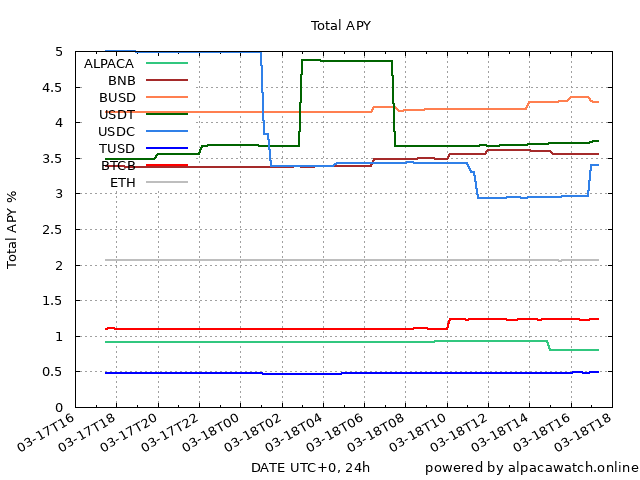 Total APY
Total APY %
5
4.5
4
3.5
3
2.5
2
1.5
1
0.5
0
ALPACA
BNB
BUSD
USDT
USDC
TUSD
BTCB
ETH
03-17T16
03-17T18
03-17T20
03-17T22
03-18T00
03-18T02
03-18T04
03-18T06
03-18T08
03-18T10
03-18T12
03-18T14
03-18T16
03-18T18
DATE UTC+0, 24h
powered by alpacawatch.online